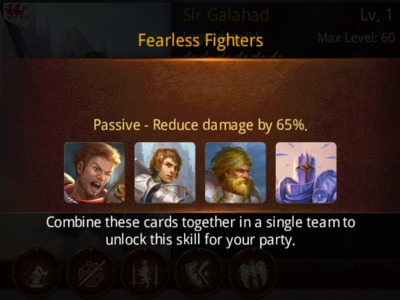 Sir Galahad
Lv. 1
Fearless Fighters
Max Level: 60
Passive - Reduce damage by 65%.
Combine these cards together in a single team to
unlock this skill for your party.